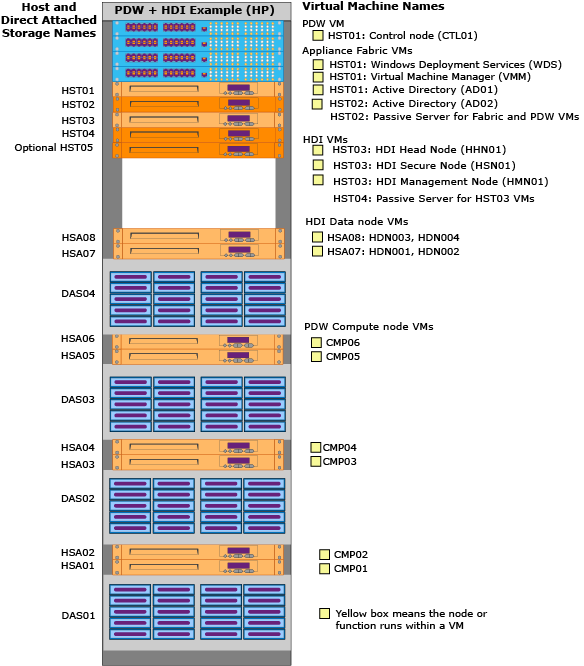 Host and
Direct Attached
Storage Names
PDW + HDI Example (HP)
Virtual Machine Names
PDW VM
HST01: Control node (CTL01)
Appliance Fabric VMs
HST01: Windows Deployment Services (WDS)
HST01: Virtual Machine Manager (VMM)
HST01: Active Directory (AD01)
HST02: Active Directory (AD02)
HST02: Passive Server for Fabric and PDW VMs
HST01
HST02
HST03
HST04
Optional HST05
HDI VMs
HST03: HDI Head Node (HHN01)
HST03: HDI Secure Node (HSN01)
HST03: HDI Management Node (HMN01)
HST04: Passive Server for HST03 VMs
HDI Data node VMs
HSA08
HSA08: HDN003, HDN004
HSA07
HSA07: HDN001, HDN002
DAS04
PDW Compute node VMs
HSA06
CMP06
HSA05
CMP05
DAS03
HSA04
CMP04
HSA03
CMP03
DAS02
HSA02
CMP02
HSA01
CMP01
DAS01
Yellow box means the node or
function runs within a VM